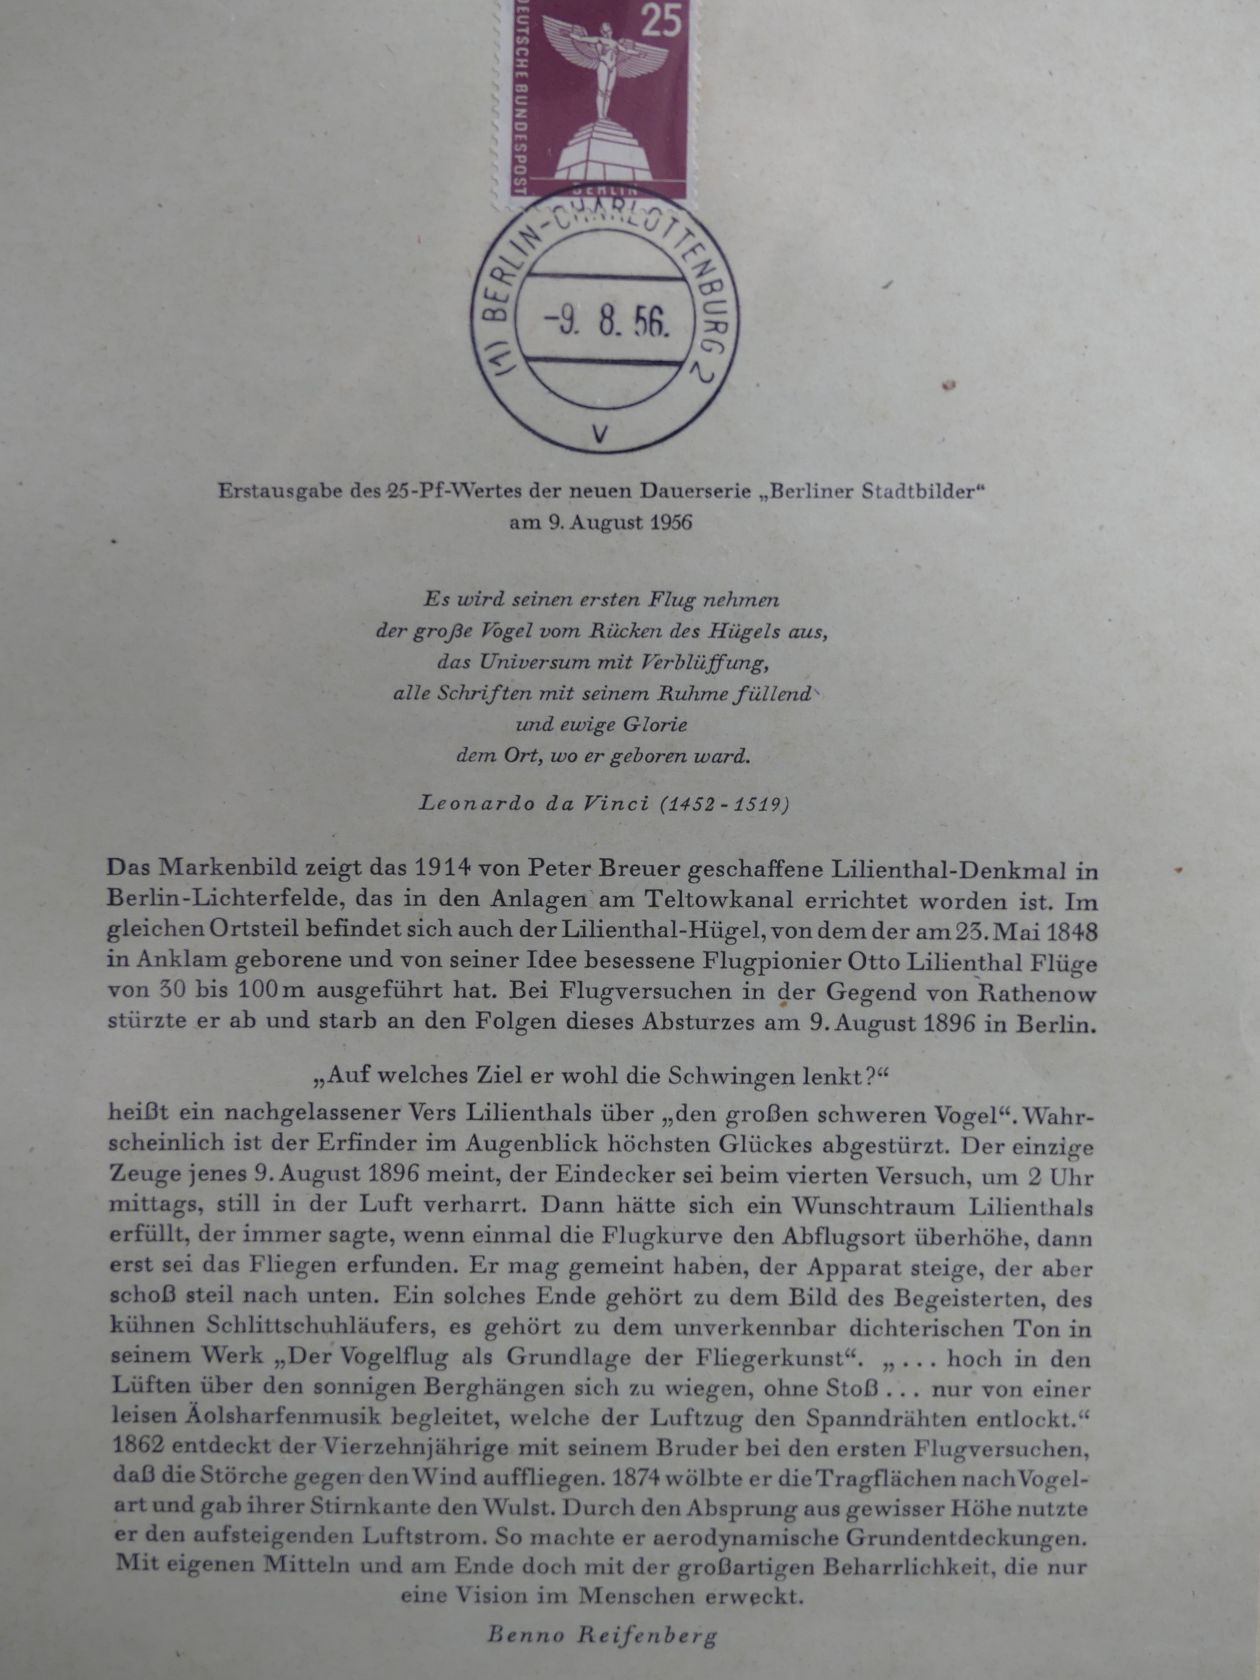 25
DEUTSCHE BUNDESPOST
BERLIN
(1) BERLIN-CHARLOTTENBURG 2
-9. 8. 56.
v
Erstausgabe des 25-Pf-Wertes der neuen Dauerserie „Berliner Stadtbilder“
am 9. August 1956
Es wird seinen ersten Flug nehmen
der große Vogel vom Rücken des Hügels aus,
das Universum mit Verblüffung,
alle Schriften mit seinem Ruhme füllend
und ewige Glorie
dem Ort, wo er geboren ward.
Leonardo da Vinci (1452-1519)
Das Markenbild zeigt das 1914 von Peter Breuer geschaffene Lilienthal-Denkmal in
Berlin-Lichterfelde, das in den Anlagen am Teltowkanal errichtet worden ist. Im
gleichen Ortsteil befindet sich auch der Lilienthal-Hügel, von dem der am 23. Mai 1848
in Anklam geborene und von seiner Idee besessene Flugpionier Otto Lilienthal Flüge
von 30 bis 100 m ausgeführt hat. Bei Flugversuchen in der Gegend von Rathenow
stürzte er ab und starb an den Folgen dieses Absturzes am 9. August 1896 in Berlin.
„Auf welches Ziel er wohl die Schwingen lenkt?“
heißt ein nachgelassener Vers Lilienthals über „den großen schweren Vogel“. Wahr-
scheinlich ist der Erfinder im Augenblick höchsten Glückes abgestürzt. Der einzige
Zeuge jenes 9. August 1896 meint, der Eindecker sei beim vierten Versuch, um 2 Uhr
mittags, still in der Luft verharrt. Dann hätte sich ein Wunschtraum Lilienthals
erfüllt, der immer sagte, wenn einmal die Flugkurve den Abflugsort überhöhe, dann
erst sei das Fliegen erfunden. Er mag gemeint haben, der Apparat steige, der aber
schoß steil nach unten. Ein solches Ende gehört zu dem Bild des Begeisterten, des
kühnen Schlittschuhläufers, es gehört zu dem unverkennbar dichterischen Ton in
seinem Werk „Der Vogelflug als Grundlage der Fliegerkunst“. „... hoch in den
Lüften über den sonnigen Berghängen sich zu wiegen, ohne Stoß ... nur von einer
leisen Äolsharfenmusik begleitet, welche der Luftzug den Spanndrähten entlockt.“
1862 entdeckt der Vierzehnjährige mit seinem Bruder bei den ersten Flugversuchen,
daß die Störche gegen den Wind auffliegen. 1874 wölbte er die Tragflächen nach Vogel-
art und gab ihrer Stirnkante den Wulst. Durch den Absprung aus gewisser Höhe nutzte
er den aufsteigenden Luftstrom. So machte er aerodynamische Grundentdeckungen.
Mit eigenen Mitteln und am Ende doch mit der großartigen Beharrlichkeit, die nur
eine Vision im Menschen erweckt.
Benno Reifenberg